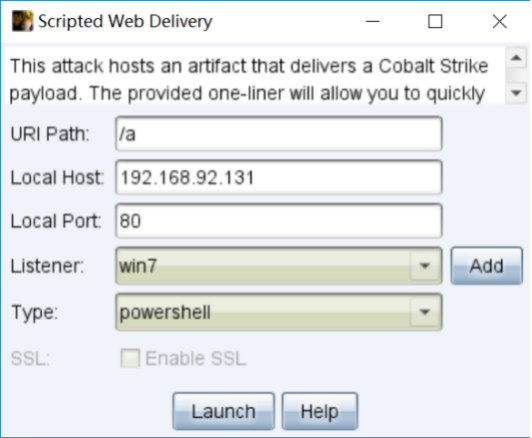 Scripted Web Delivery
This attack hosts an artifact that delivers a Cobalt Strike
payload. The provided one-liner will allow you to quickly
URI Path: /a
Local Host: 192.168.92.131
Local Port: 80
Listener: win7 Add
Type: powershell
SSL: Enable SSL
Launch Help